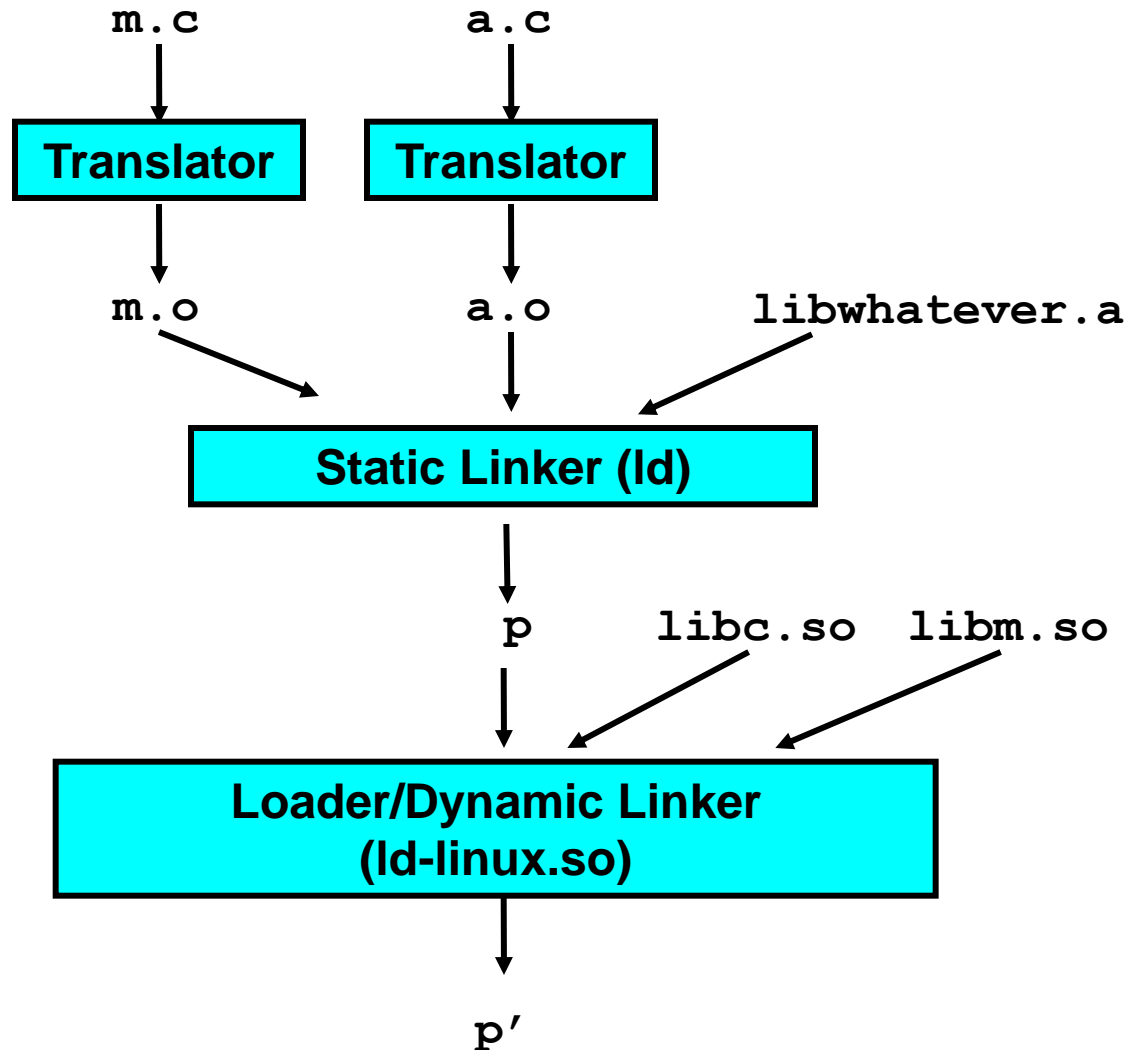 m.c a.c
Translator Translator
m.o a.o libwhatever.a
Static Linker (ld)
p libc.so libm.so
Loader/Dynamic Linker
(ld-linux.so)
p’